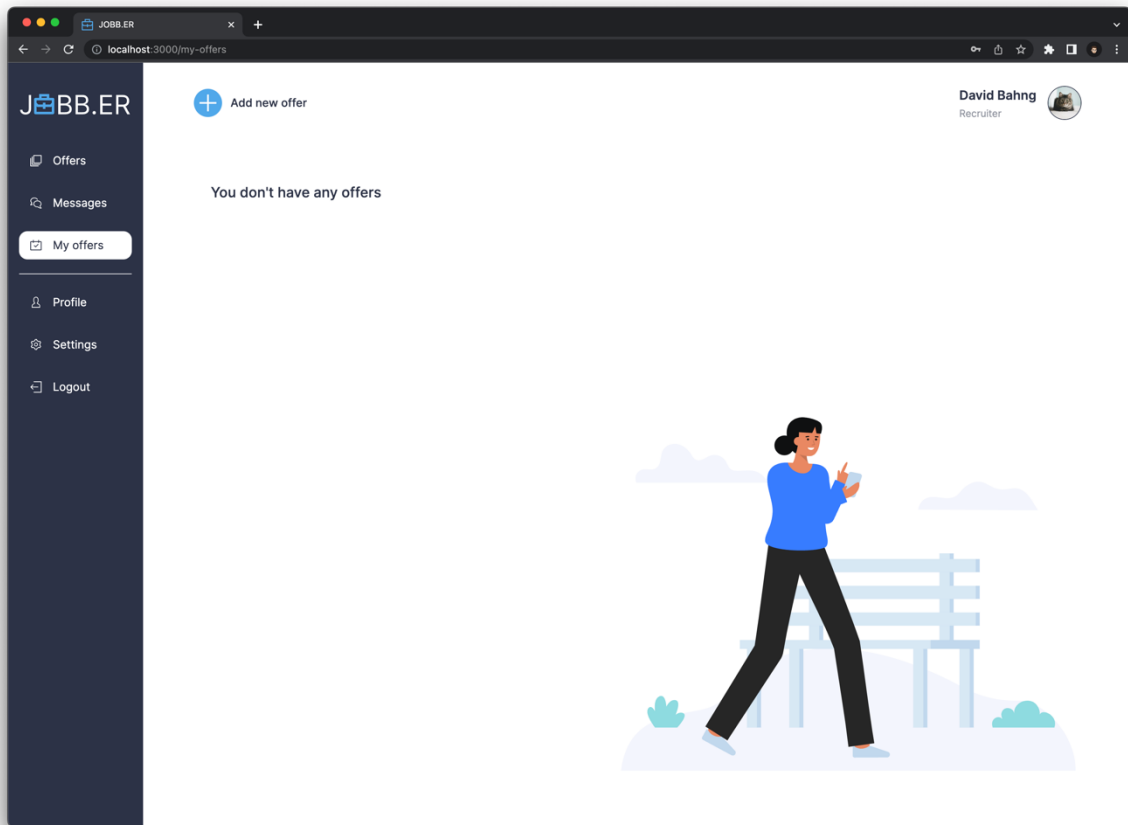 JOBB.ER
localhost:3000/my-offers
JOBB.ER
Add new offer
David Bahng
Recruiter
Offers
Messages
You don't have any offers
My offers
Profile
Settings
Logout